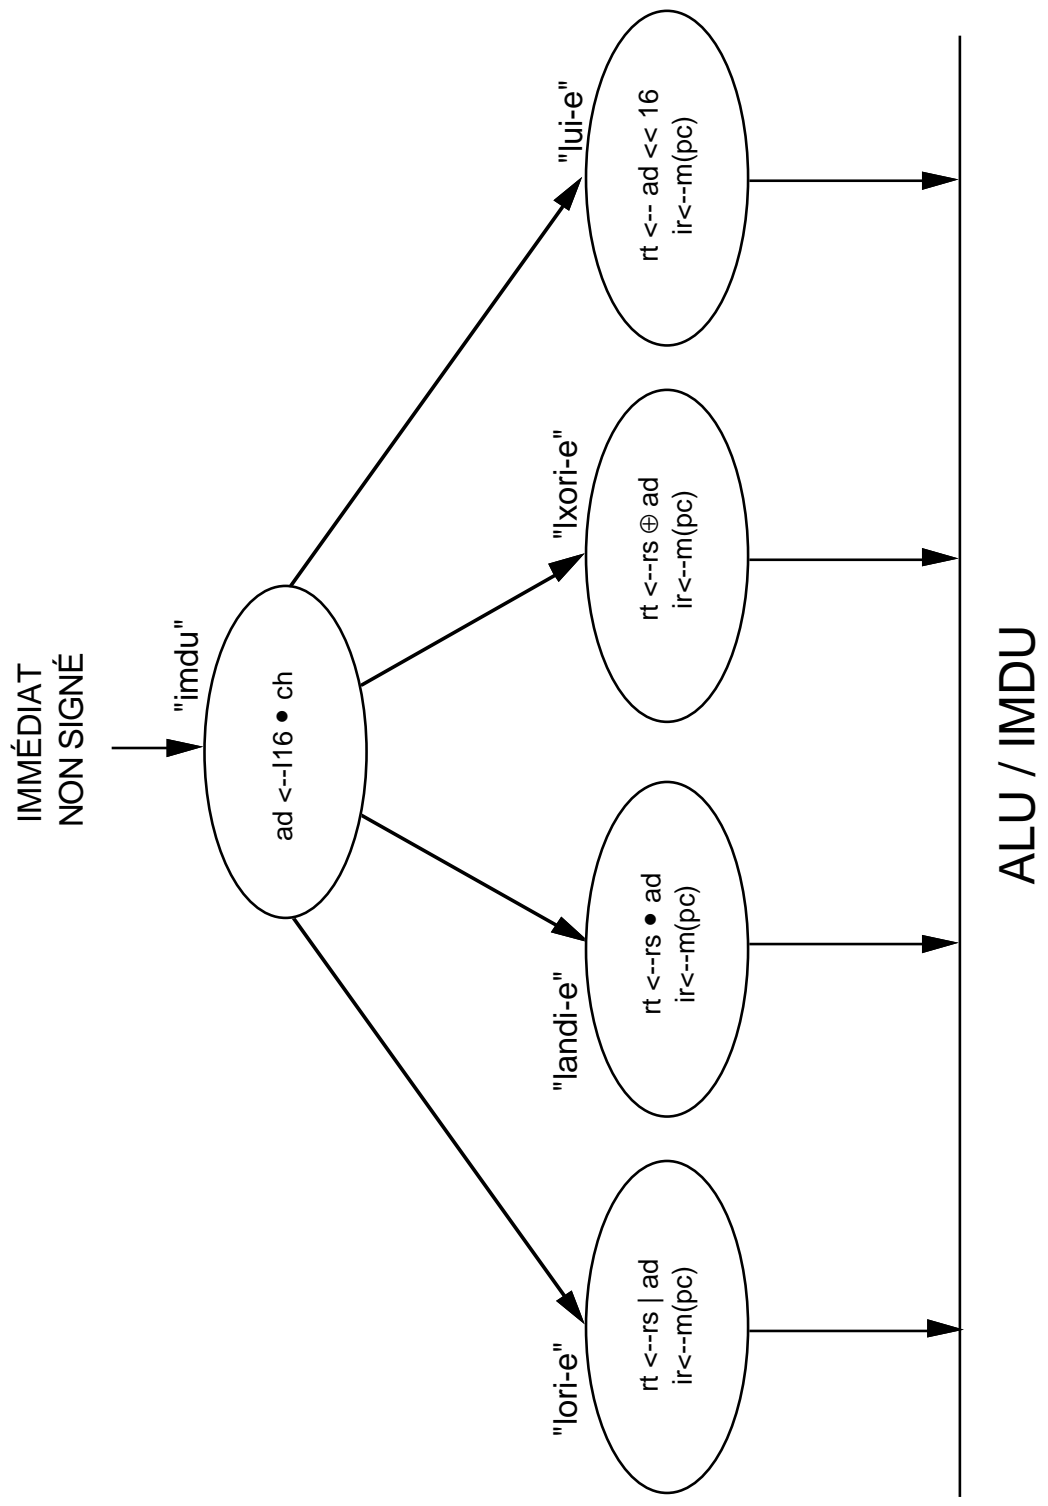 IMMÉDIAT
NON SIGNÉ
"imdu"
ad <--I16 • ch
"lori-e"
rt <--rs | ad
ir<--m(pc)
"landi-e"
rt <--rs • ad
ir<--m(pc)
"lxori-e"
rt <--rs ⊕ ad
ir<--m(pc)
"lui-e"
rt <-- ad << 16
ir<--m(pc)
ALU / IMDU